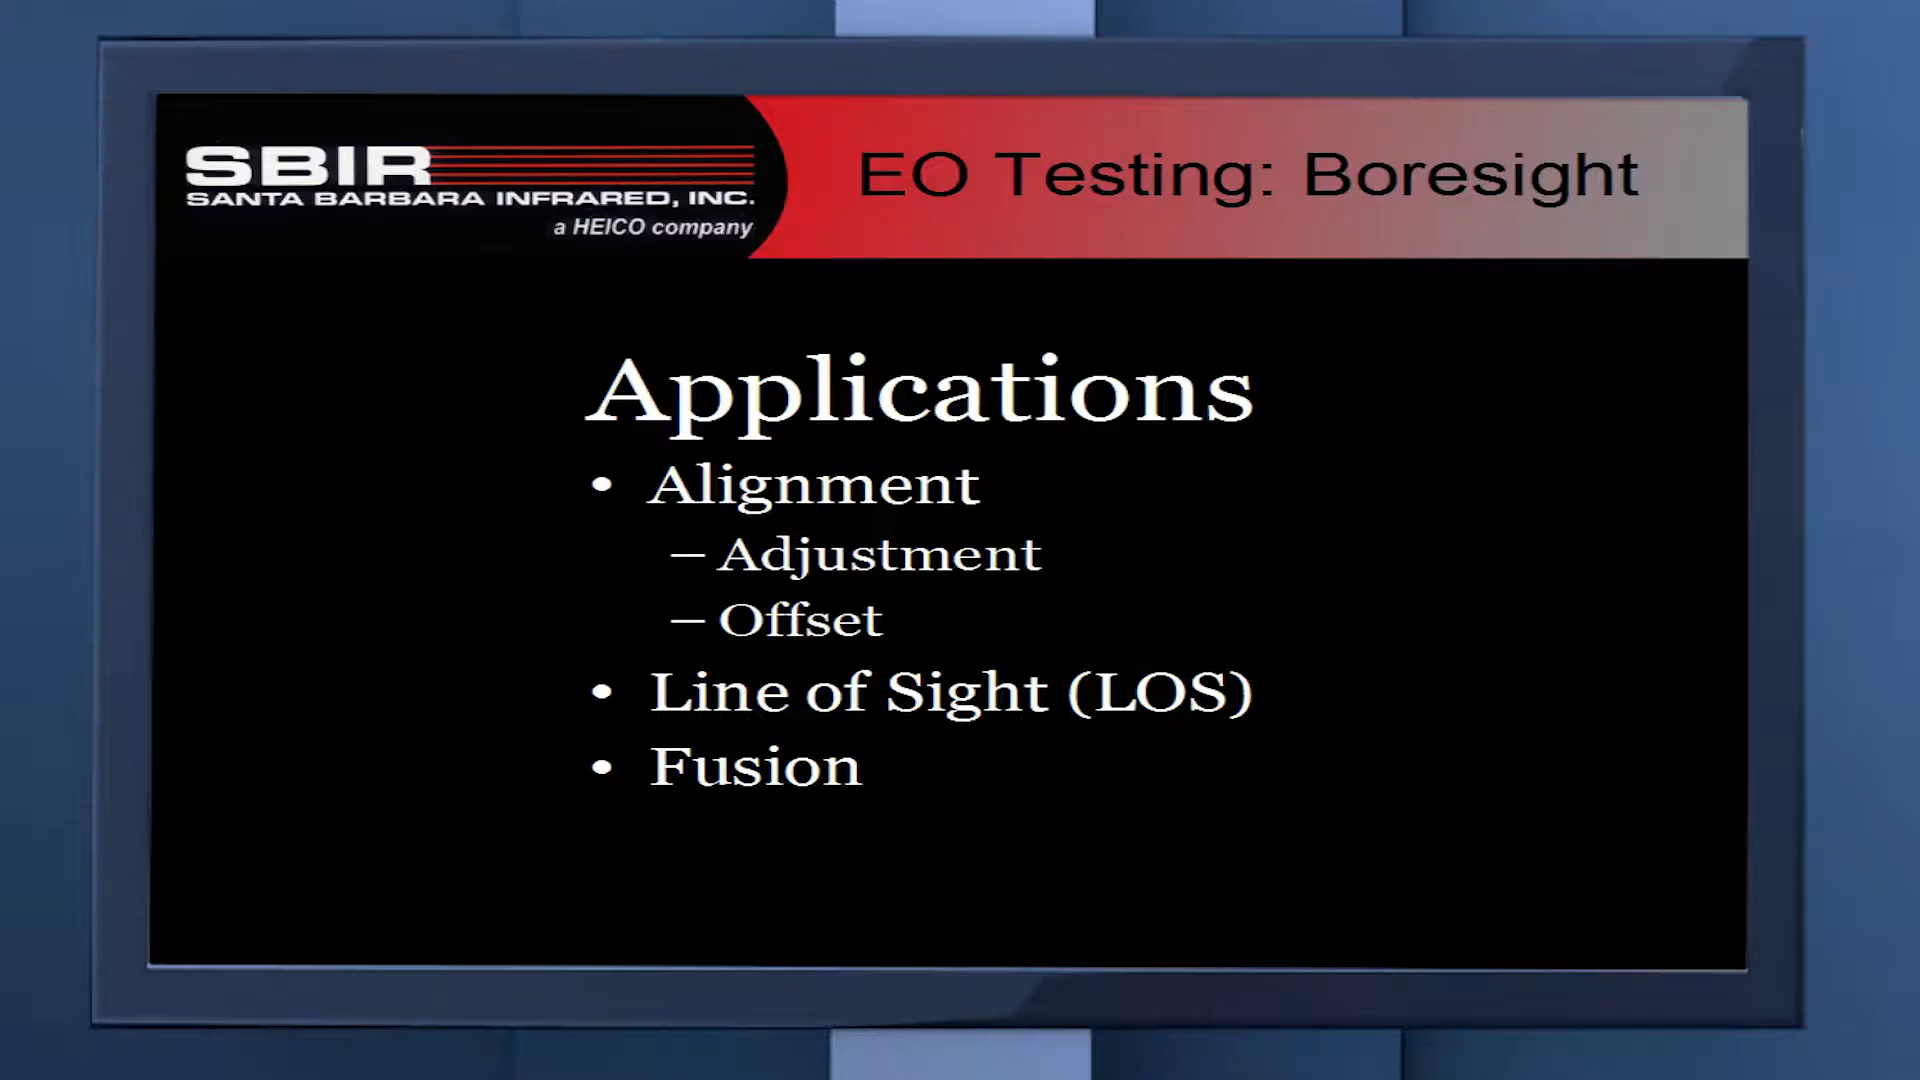 SBIR
SANTA BARBARA INFRARED, INC.
a HEICO company
EO Testing: Boresight
Applications
• Alignment
– Adjustment
– Offset
• Line of Sight (LOS)
• Fusion